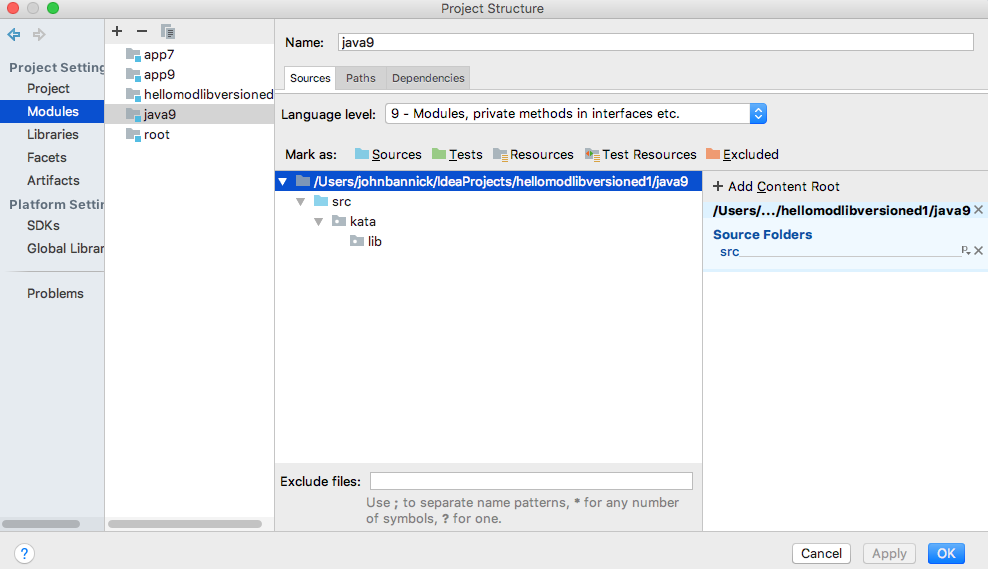 Project Structure
Project Setting
Project
Modules
Libraries
Facets
Artifacts
Platform Settin
SDKs
Global Librar
Problems
app7
app9
hellomodlibversioned
java9
root
Name: java9
Sources Paths Dependencies
Language level: 9 - Modules, private methods in interfaces etc.
Mark as: Sources Tests Resources Test Resources Excluded
/Users/johnbannick/IdeaProjects/hellomodlibversioned1/java9
src
kata
lib
+ Add Content Root
/Users/.../hellomodlibversioned1/java9
Source Folders
src
Exclude files:
Use ; to separate name patterns, * for any number
of symbols, ? for one.
? Cancel Apply OK